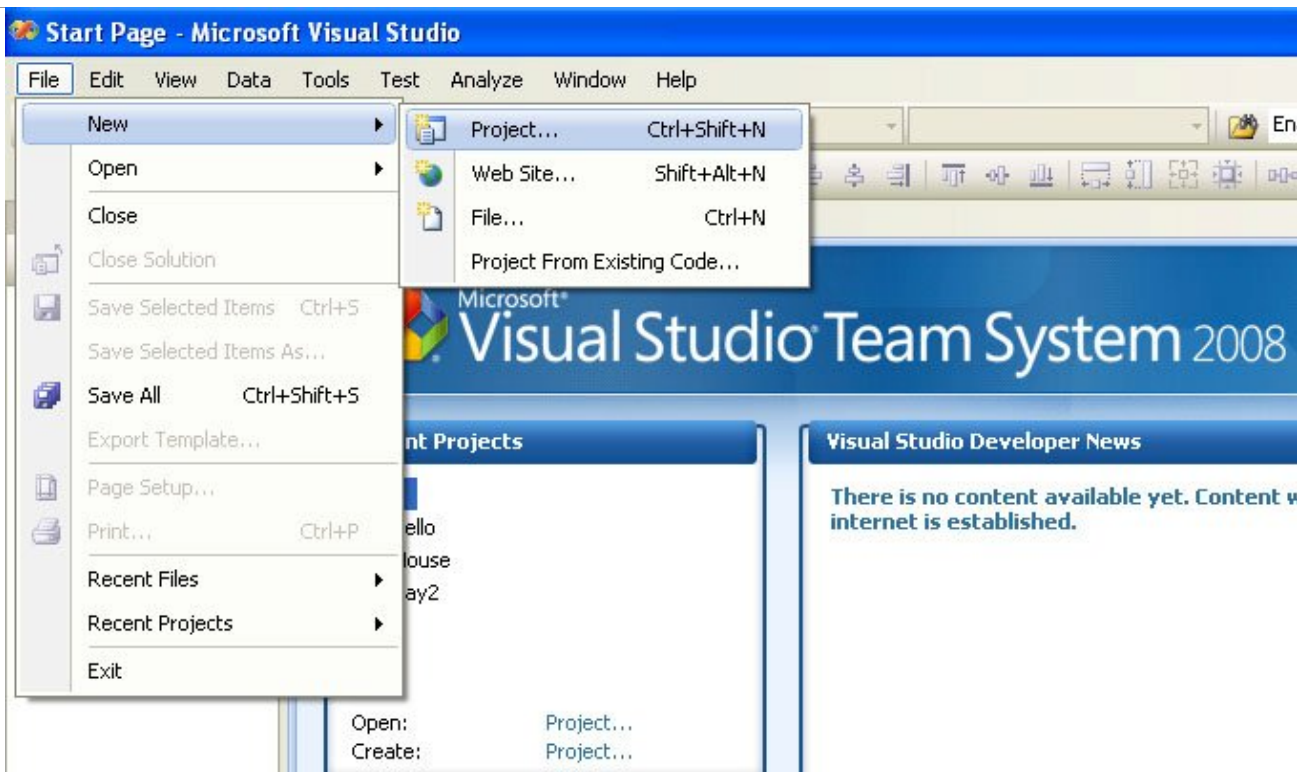 Start Page - Microsoft Visual Studio
File Edit View Data Tools Test Analyze Window Help
New
Open
Close
Close Solution
Save Selected Items Ctrl+S
Save Selected Items As...
Save All Ctrl+Shift+S
Export Template...
Page Setup...
Print... Ctrl+P
Recent Files
Recent Projects
Exit
Project... Ctrl+Shift+N
Web Site... Shift+Alt+N
File... Ctrl+N
Project From Existing Code...
En
Microsoft®
Visual Studio Team System 2008
nt Projects
ello
ouse
ay2
Open: Project...
Create: Project...
Visual Studio Developer News
There is no content available yet. Content w
internet is established.